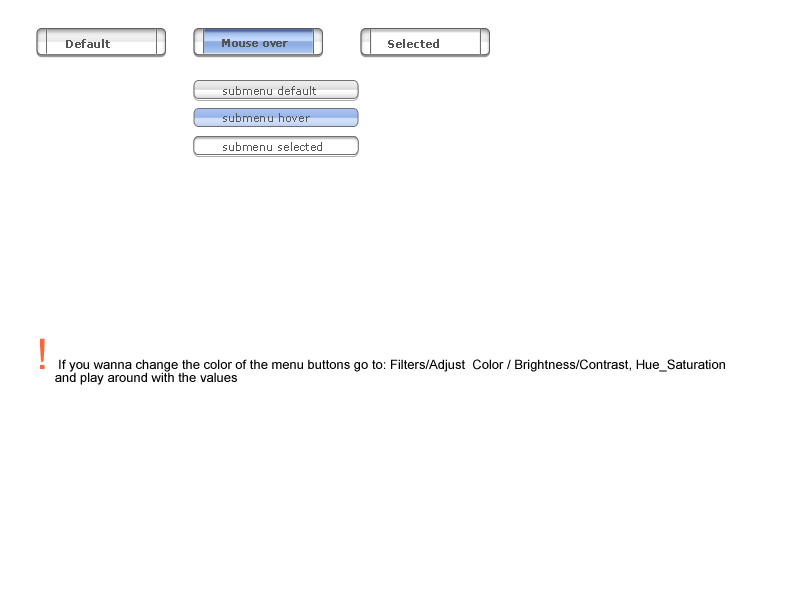 Default
Mouse over
Selected
submenu default
submenu hover
submenu selected
! If you wanna change the color of the menu buttons go to: Filters/Adjust  Color / Brightness/Contrast, Hue_Saturation
and play around with the values